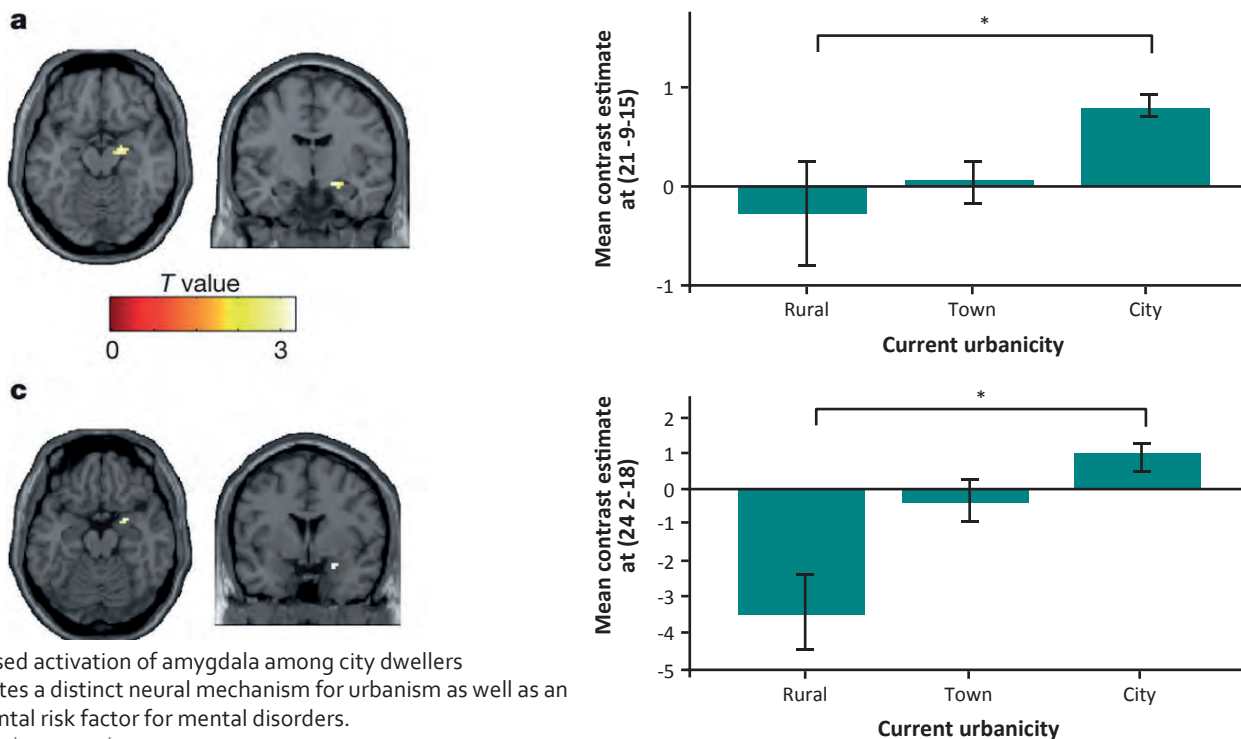 a
T value
0
3
Mean contrast estimate
at (21 -9-15)
*
1
0
-1
Rural
Town
City
Current urbanicity
c
Mean contrast estimate
at (24 2-18)
*
2
1
0
-1
-2
-3
-4
-5
Rural
Town
City
Current urbanicity
sed activation of amygdala among city dwellers
tes a distinct neural mechanism for urbanism as well as an
ntal risk factor for mental disorders.